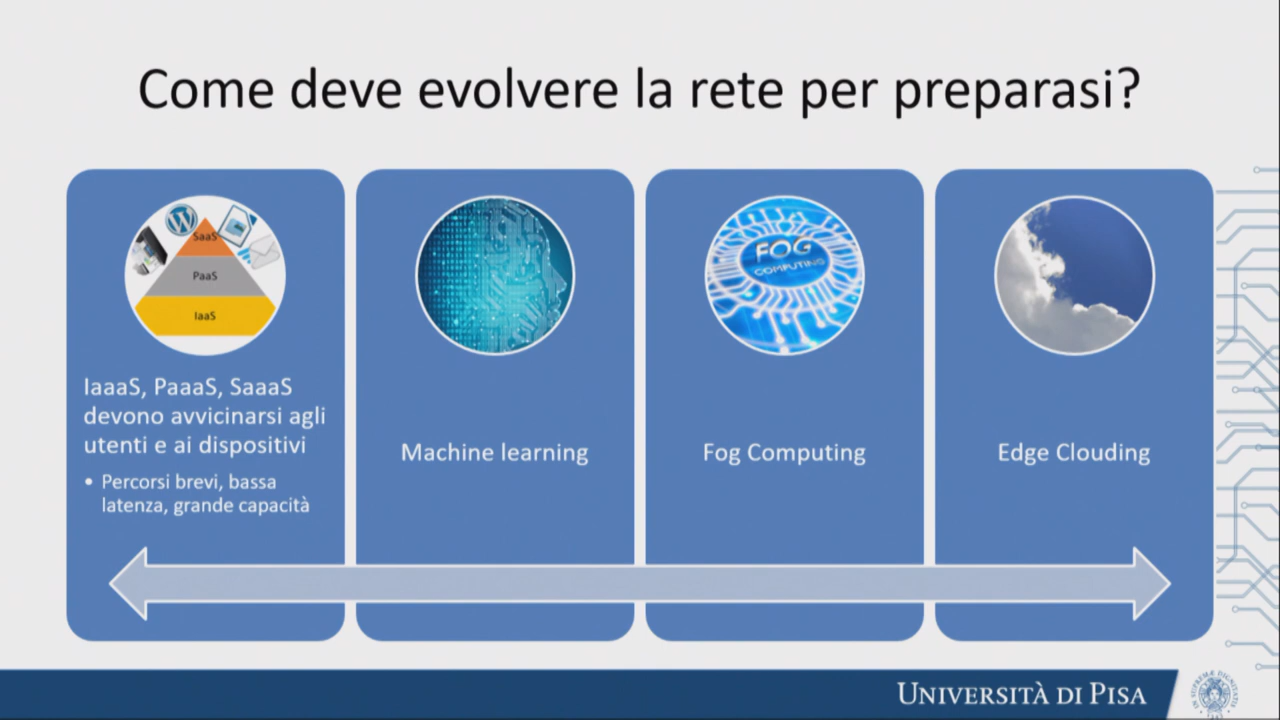 Come deve evolvere la rete per preparasi?
SaaS
PaaS
IaaS
IaaaS, PaaaS, SaaaS
devono avvicinarsi agli
utenti e ai dispositivi
• Percorsi brevi, bassa
latenza, grande capacità
Machine learning
FOG
COMPUTING
Fog Computing
Edge Clouding
UNIVERSITÀ DI PISA